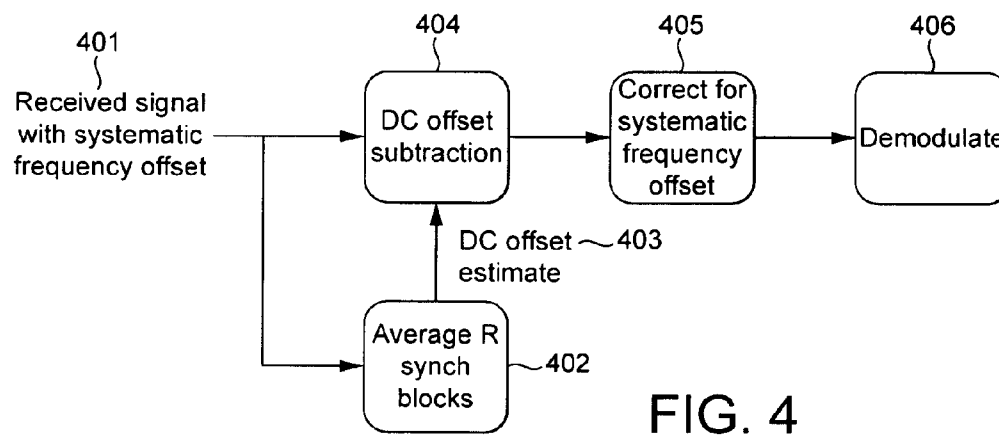 401
Received signal
with systematic
frequency offset
404
DC offset
subtraction
405
Correct for
systematic
frequency
offset
406
Demodulate
DC offset
estimate
403
Average R
synch
blocks
402
FIG. 4